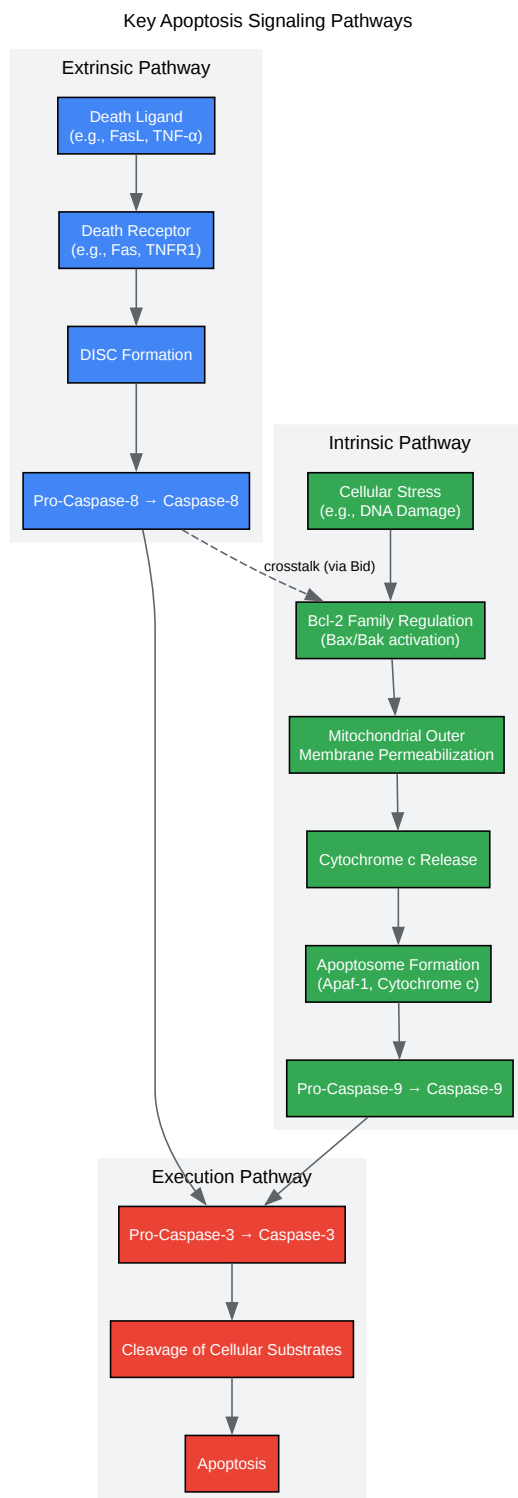 Key Apoptosis Signaling Pathways
Extrinsic Pathway
Death Ligand
(e.g., FasL, TNF-α)
Death Receptor
(e.g., Fas, TNFR1)
DISC Formation
Pro-Caspase-8 → Caspase-8
Intrinsic Pathway
Cellular Stress
(e.g., DNA Damage)
crosstalk (via Bid)
Bcl-2 Family Regulation
(Bax/Bak activation)
Mitochondrial Outer
Membrane Permeabilization
Cytochrome c Release
Apoptosome Formation
(Apaf-1, Cytochrome c)
Pro-Caspase-9 → Caspase-9
Execution Pathway
Pro-Caspase-3 → Caspase-3
Cleavage of Cellular Substrates
Apoptosis